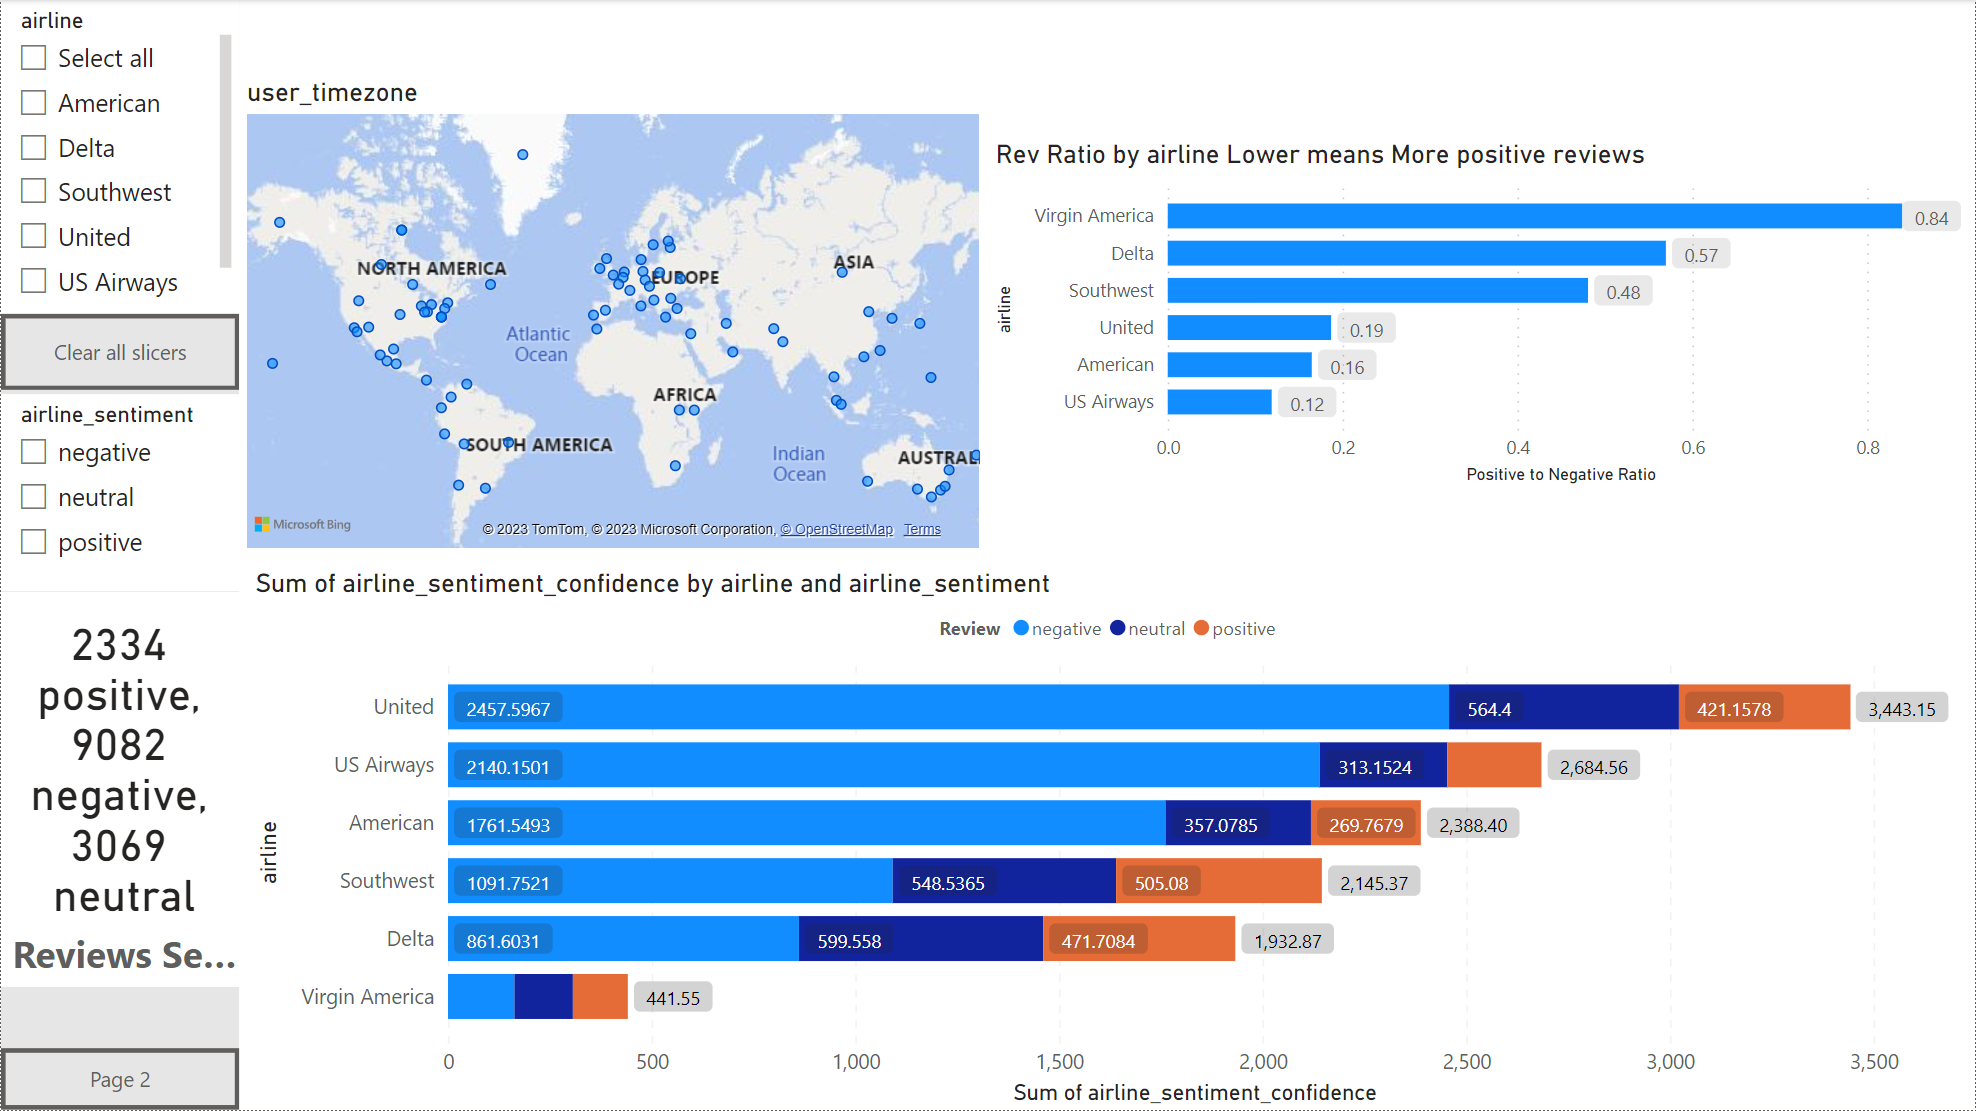 airline
Select all
American
Delta
Southwest
United
US Airways
Clear all slicers
airline_sentiment
negative
neutral
positive
2334
positive,
9082
negative,
3069
neutral
Reviews Se...
Page 2
user_timezone
NORTH AMERICA
EUROPE
ASIA
Atlantic
Ocean
AFRICA
SOUTH AMERICA
Indian
Ocean
AUSTRAL
Microsoft Bing
© 2023 TomTom, © 2023 Microsoft Corporation, © OpenStreetMap Terms
Rev Ratio by airline Lower means More positive reviews
airline
Virgin America 0.84
Delta 0.57
Southwest 0.48
United 0.19
American 0.16
US Airways 0.12
0.0 0.2 0.4 0.6 0.8
Positive to Negative Ratio
Sum of airline_sentiment_confidence by airline and airline_sentiment
Review negative neutral positive
airline
United 2457.5967 564.4 421.1578 3,443.15
US Airways 2140.1501 313.1524 2,684.56
American 1761.5493 357.0785 269.7679 2,388.40
Southwest 1091.7521 548.5365 505.08 2,145.37
Delta 861.6031 599.558 471.7084 1,932.87
Virgin America 441.55
0 500 1,000 1,500 2,000 2,500 3,000 3,500
Sum of airline_sentiment_confidence